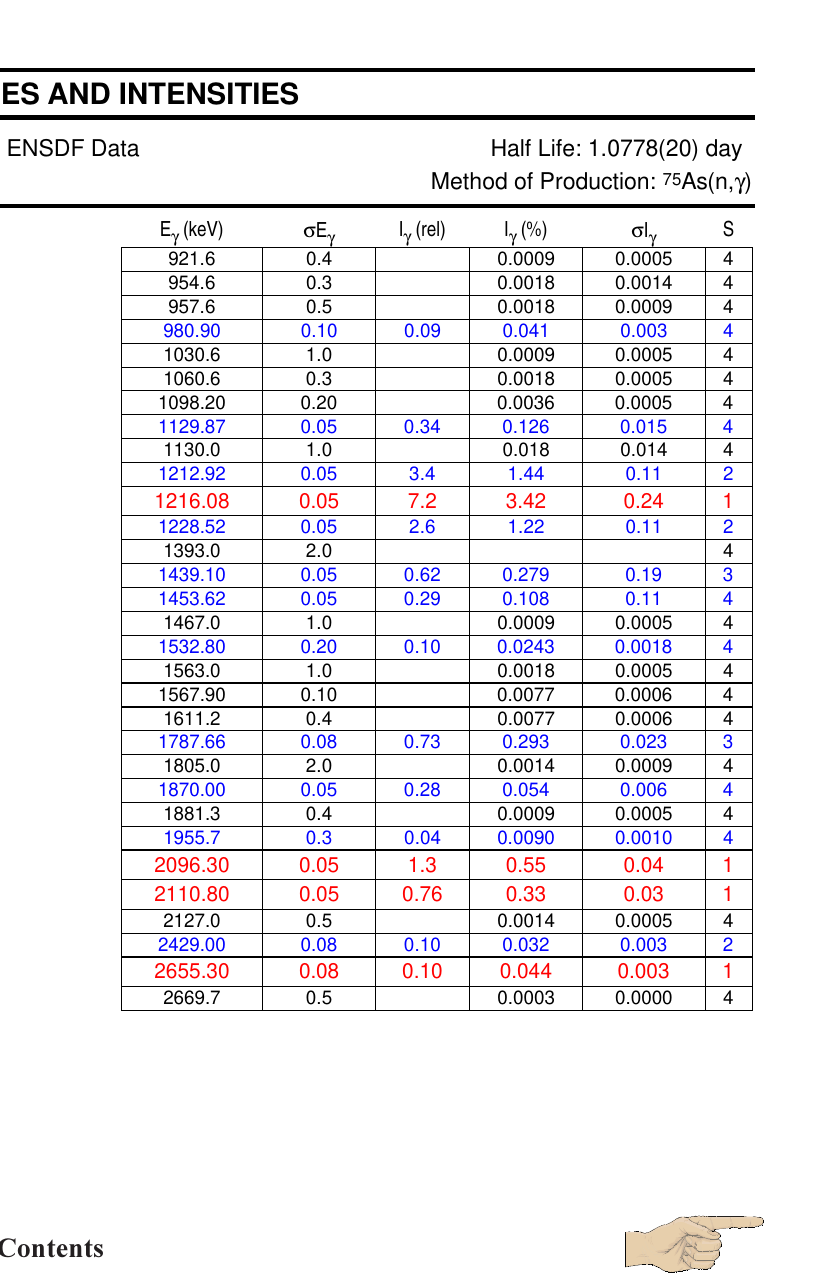 ES AND INTENSITIES
ENSDF Data Half Life: 1.0778(20) day
Method of Production: 75As(n,γ)
Eγ (keV) σEγ Iγ (rel) Iγ (%) σIγ S
921.6 0.4 0.0009 0.0005 4
954.6 0.3 0.0018 0.0014 4
957.6 0.5 0.0018 0.0009 4
980.90 0.10 0.09 0.041 0.003 4
1030.6 1.0 0.0009 0.0005 4
1060.6 0.3 0.0018 0.0005 4
1098.20 0.20 0.0036 0.0005 4
1129.87 0.05 0.34 0.126 0.015 4
1130.0 1.0 0.018 0.014 4
1212.92 0.05 3.4 1.44 0.11 2
1216.08 0.05 7.2 3.42 0.24 1
1228.52 0.05 2.6 1.22 0.11 2
1393.0 2.0 4
1439.10 0.05 0.62 0.279 0.19 3
1453.62 0.05 0.29 0.108 0.11 4
1467.0 1.0 0.0009 0.0005 4
1532.80 0.20 0.10 0.0243 0.0018 4
1563.0 1.0 0.0018 0.0005 4
1567.90 0.10 0.0077 0.0006 4
1611.2 0.4 0.0077 0.0006 4
1787.66 0.08 0.73 0.293 0.023 3
1805.0 2.0 0.0014 0.0009 4
1870.00 0.05 0.28 0.054 0.006 4
1881.3 0.4 0.0009 0.0005 4
1955.7 0.3 0.04 0.0090 0.0010 4
2096.30 0.05 1.3 0.55 0.04 1
2110.80 0.05 0.76 0.33 0.03 1
2127.0 0.5 0.0014 0.0005 4
2429.00 0.08 0.10 0.032 0.003 2
2655.30 0.08 0.10 0.044 0.003 1
2669.7 0.5 0.0003 0.0000 4
Contents